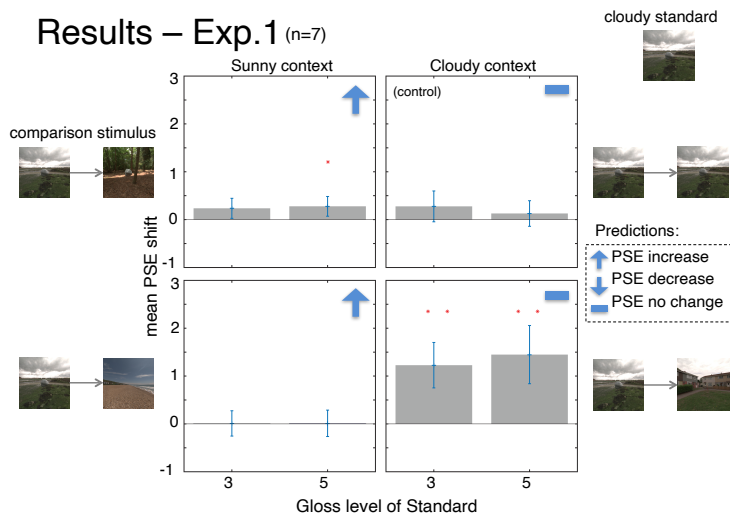 Results – Exp.1 (n=7)
cloudy standard
Sunny context
Cloudy context
3
(control)
2
comparison stimulus
1
0
-1
Predictions:
PSE increase
PSE decrease
PSE no change
mean PSE shift
3
2
1
0
-1
3
5
3
5
Gloss level of Standard